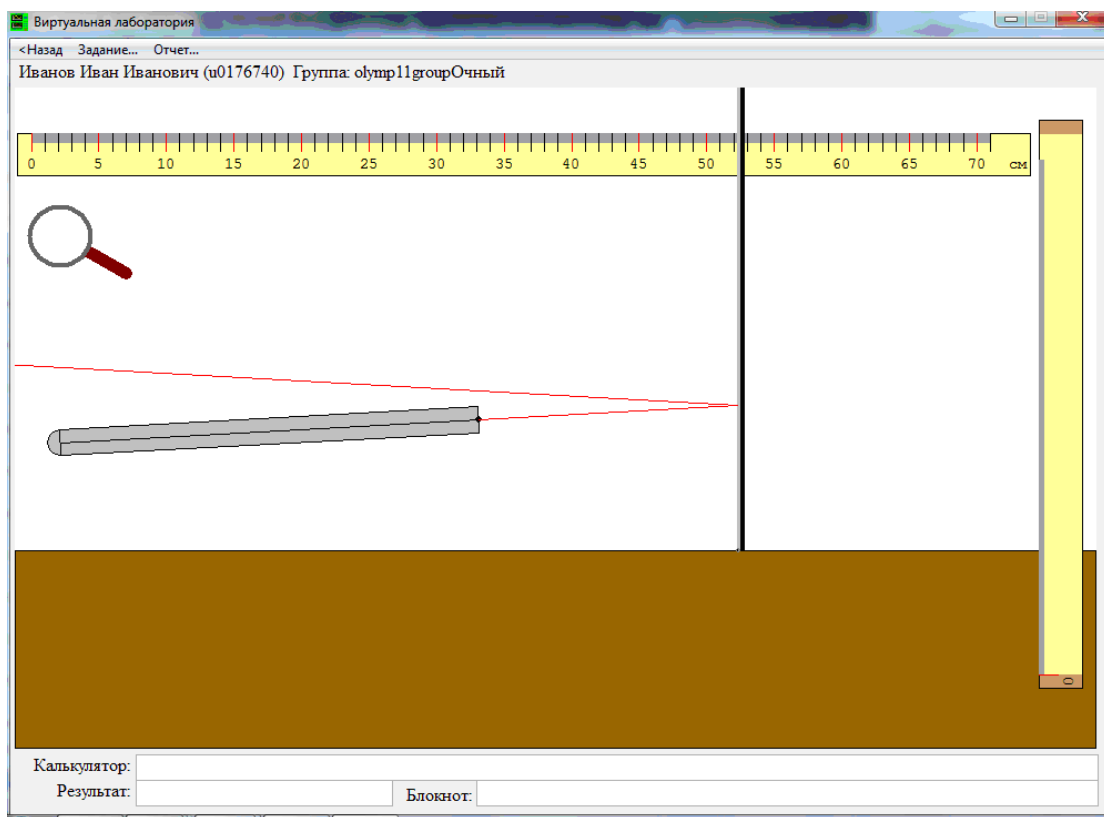 Виртуальная лаборатория
<Назад Задание... Отчет...
Иванов Иван Иванович (u0176740) Группа: olymp11groupОчный
0 5 10 15 20 25 30 35 40 45 50 55 60 65 70 см
0
Калькулятор:
Результат: Блокнот: